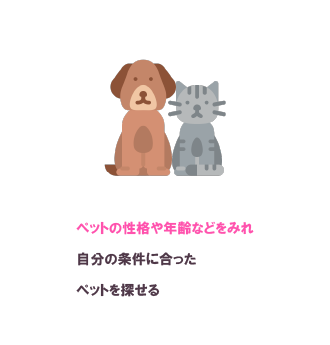 ペットの性格や年齢などをみれ
自分の条件に合った
ペットを探せる